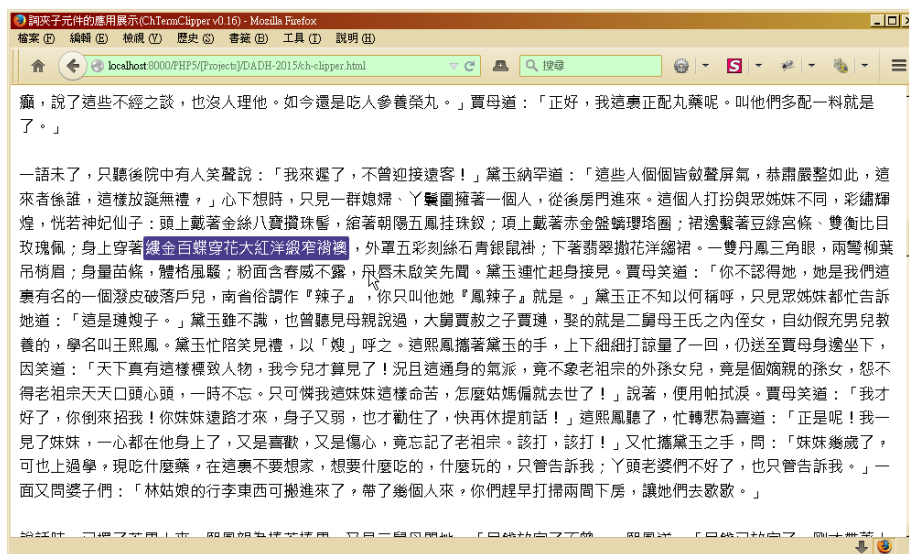 詞夾子元件的應用展示(ChTermClipper v0.16) - Mozilla Firefox
檔案(F) 編輯(E) 檢視(V) 歷史(S) 書籤(B) 工具(T) 說明(H)
localhost:8000/PHP5/[Projects]/DADH-2015/ch-clipper.html 搜尋
癲，說了這些不經之談，也沒人理他。如今還是吃人參養榮丸。」賈母道：「正好，我這裏正配丸藥呢。叫他們多配一料就是
了。」
一語未了，只聽後院中有人笑聲說：「我來遲了，不曾迎接遠客！」黛玉納罕道：「這些人個個皆斂聲屏氣，恭肅嚴整如此，這
來者係誰，這樣放誕無禮？」心下想時，只見一群媳婦、丫鬟圍擁著一個人，從後房門進來。這個人打扮與眾姊妹不同，彩繡輝
煌，恍若神妃仙子：頭上戴著金絲八寶攢珠髻，綰著朝陽五鳳挂珠釵；項上戴著赤金盤螭瓔珞圈；裙邊繫著豆綠宮絛、雙衡比目
玫瑰佩；身上穿著縷金百蝶穿花大紅洋緞窄褃襖，外罩五彩刻絲石青銀鼠褂；下著翡翠撒花洋縐裙。一雙丹鳳三角眼，兩彎柳葉
吊梢眉；身量苗條，體格風騷；粉面含春威不露，丹唇未啟笑先聞。黛玉連忙起身接見。賈母笑道：「你不認得她，她是我們這
裏有名的一個潑皮破落戶兒，南省俗謂作『辣子』，你只叫他她『鳳辣子』就是。」黛玉正不知以何稱呼，只見眾姊妹都忙告訴
她道：「這是璉嫂子。」黛玉雖不識，也曾聽見母親說過，大舅賈赦之子賈璉，娶的就是二舅母王氏之內侄女，自幼假充男兒教
養的，學名叫王熙鳳。黛玉忙陪笑見禮，以「嫂」呼之。這熙鳳攜著黛玉的手，上下細細打諒量了一回，仍送至賈母身邊坐下，
因笑道：「天下真有這樣標致人物，我今兒才算見了！況且這通身的氣派，竟不象老祖宗的外孫女兒，竟是個嫡親的孫女，怨不
得老祖宗天天口頭心頭，一時不忘。只可憐我這妹妹這樣命苦，怎麼姑媽偏就去世了！」說著，便用帕拭淚。賈母笑道：「我才
好了，你倒來招我！你妹妹遠路才來，身子又弱，也才勸住了，快再休提前話！」這熙鳳聽了，忙轉悲為喜道：「正是呢！我一
見了妹妹，一心都在他身上了，又是喜歡，又是傷心，竟忘記了老祖宗。該打，該打！」又忙攜黛玉之手，問：「妹妹幾歲了？
可也上過學？現吃什麼藥？在這裏不要想家，想要什麼吃的，什麼玩的，只管告訴我；丫頭老婆們不好了，也只管告訴我。」一
面又問婆子們：「林姑娘的行李東西可搬進來了？帶了幾個人來？你們趕早打掃兩間下房，讓她們去歇歇。」